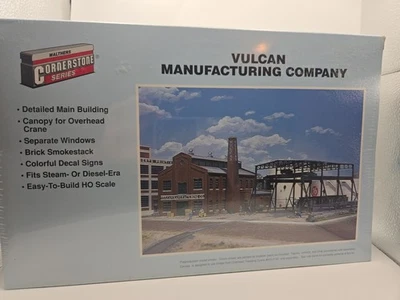 WALTHERS
CORNERSTONE
SERIES
VULCAN
MANUFACTURING COMPANY
• Detailed Main Building
• Canopy for Overhead
Crane
• Separate Windows
• Brick Smokestack
• Colorful Decal Signs
• Fits Steam- Or Diesel-Era
• Easy-To-Build HO Scale